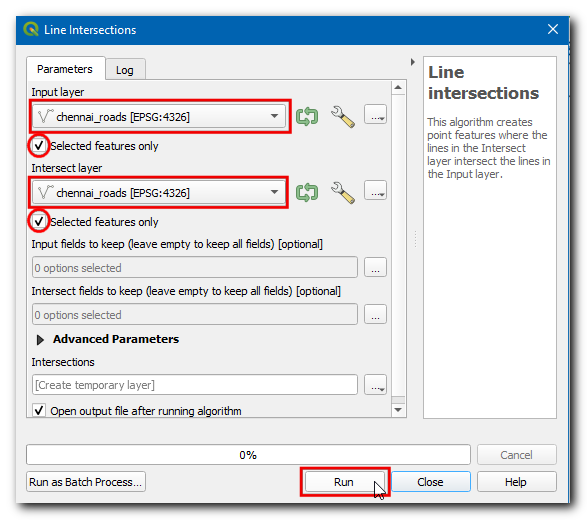 Line Intersections
Parameters
Log
Input layer
chennai_roads [EPSG:4326]
...
Selected features only
Intersect layer
chennai_roads [EPSG:4326]
...
Selected features only
Input fields to keep (leave empty to keep all fields) [optional]
0 options selected
...
Intersect fields to keep (leave empty to keep all fields) [optional]
0 options selected
...
Advanced Parameters
Intersections
[Create temporary layer]
...
Open output file after running algorithm
Line
intersections
This algorithm creates
point features where the
lines in the Intersect
layer intersect the lines in
the Input layer.
0%
Cancel
Run as Batch Process...
Run
Close
Help